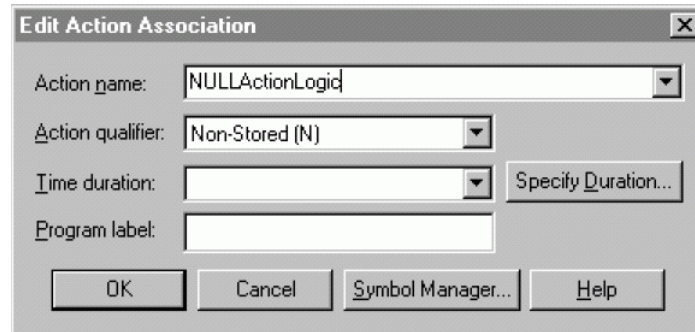 Edit Action Association
Action name: NULLActionLogic
Action qualifier: Non-Stored (N)
Time duration: Specify Duration...
Program label:
OK Cancel Symbol Manager... Help